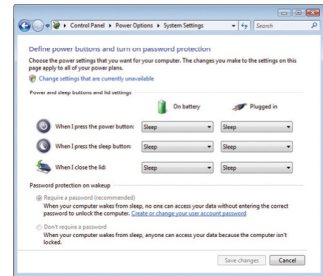 Control Panel ▸ Power Options ▸ System Settings
Search
Define power buttons and turn on password protection
Choose the power settings that you want for your computer. The changes you make to the settings on this
page apply to all of your power plans.
Change settings that are currently unavailable
Power and sleep buttons and lid settings
On battery Plugged in
When I press the power button: Sleep Sleep
When I press the sleep button: Sleep Sleep
When I close the lid: Sleep Sleep
Password protection on wakeup
Require a password (recommended)
When your computer wakes from sleep, no one can access your data without entering the correct
password to unlock the computer. Create or change your user account password
Don't require a password
When your computer wakes from sleep, anyone can access your data because the computer isn't
locked.
Save changes Cancel